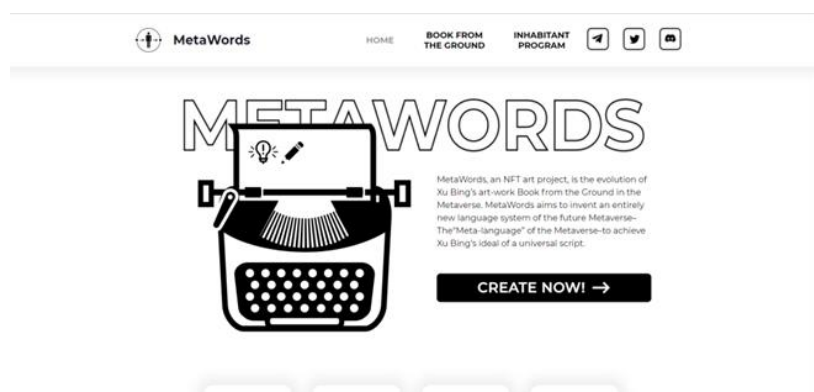 MetaWords
HOME
BOOK FROM
THE GROUND
INHABITANT
PROGRAM
METAWORDS
MetaWords, an NFT art project, is the evolution of
Xu Bing's art-work Book from the Ground in the
Metaverse. MetaWords aims to invent an entirely
new language system of the future Metaverse–
The"Meta-language" of the Metaverse–to achieve
Xu Bing's ideal of a universal script.
CREATE NOW! →